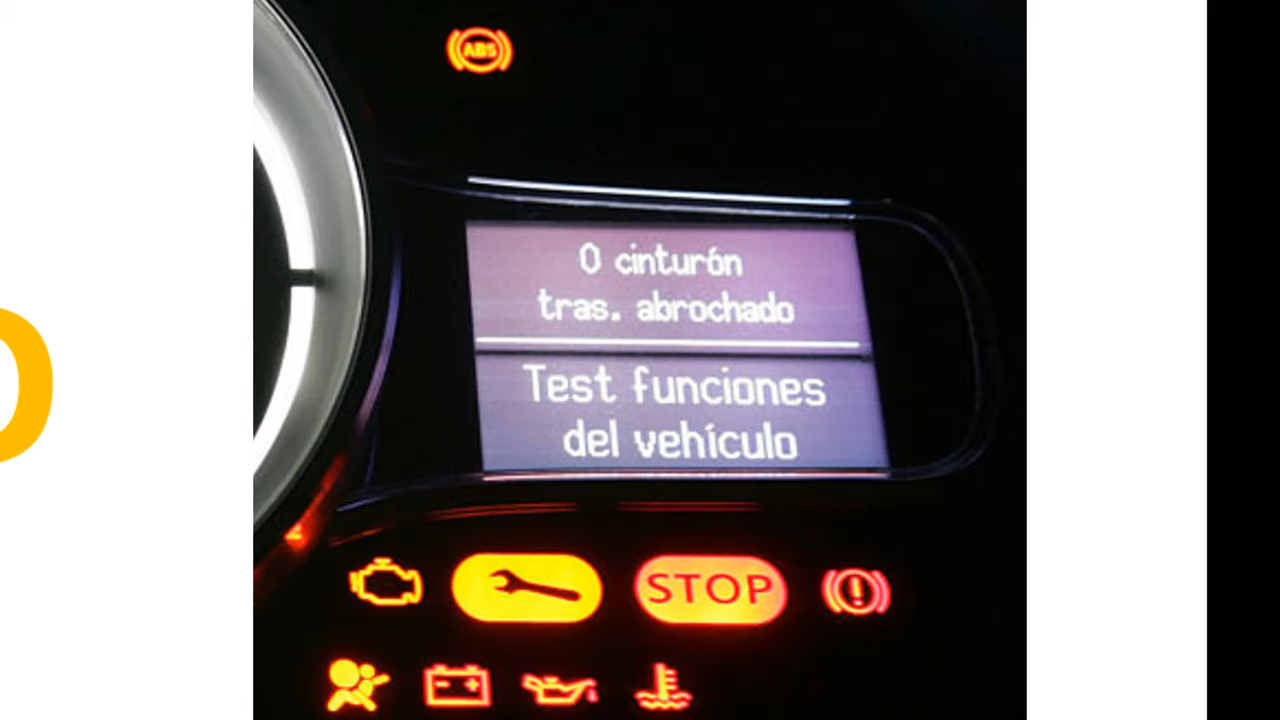 ABS
0 cinturón
tras. abrochado
Test funciones
del vehículo
STOP